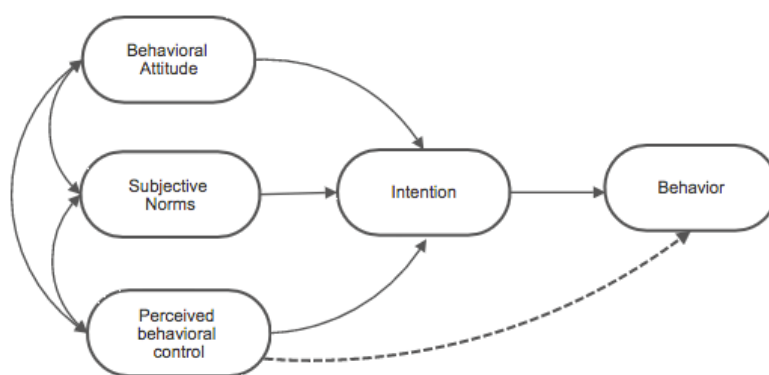 Behavioral
Attitude
Subjective
Norms
Intention
Behavior
Perceived
behavioral
control